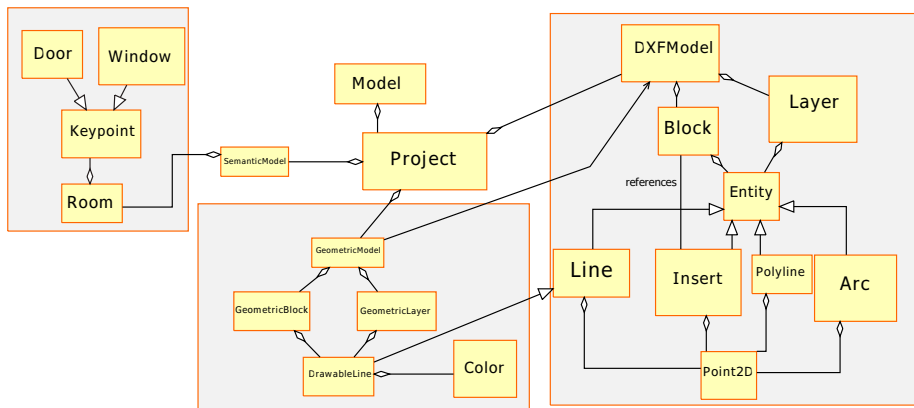 Door
Window
Keypoint
Room
SemanticModel
Model
Project
DXFModel
Block
Layer
references
Entity
GeometricModel
GeometricBlock
GeometricLayer
DrawableLine
Color
Line
Insert
Polyline
Arc
Point2D